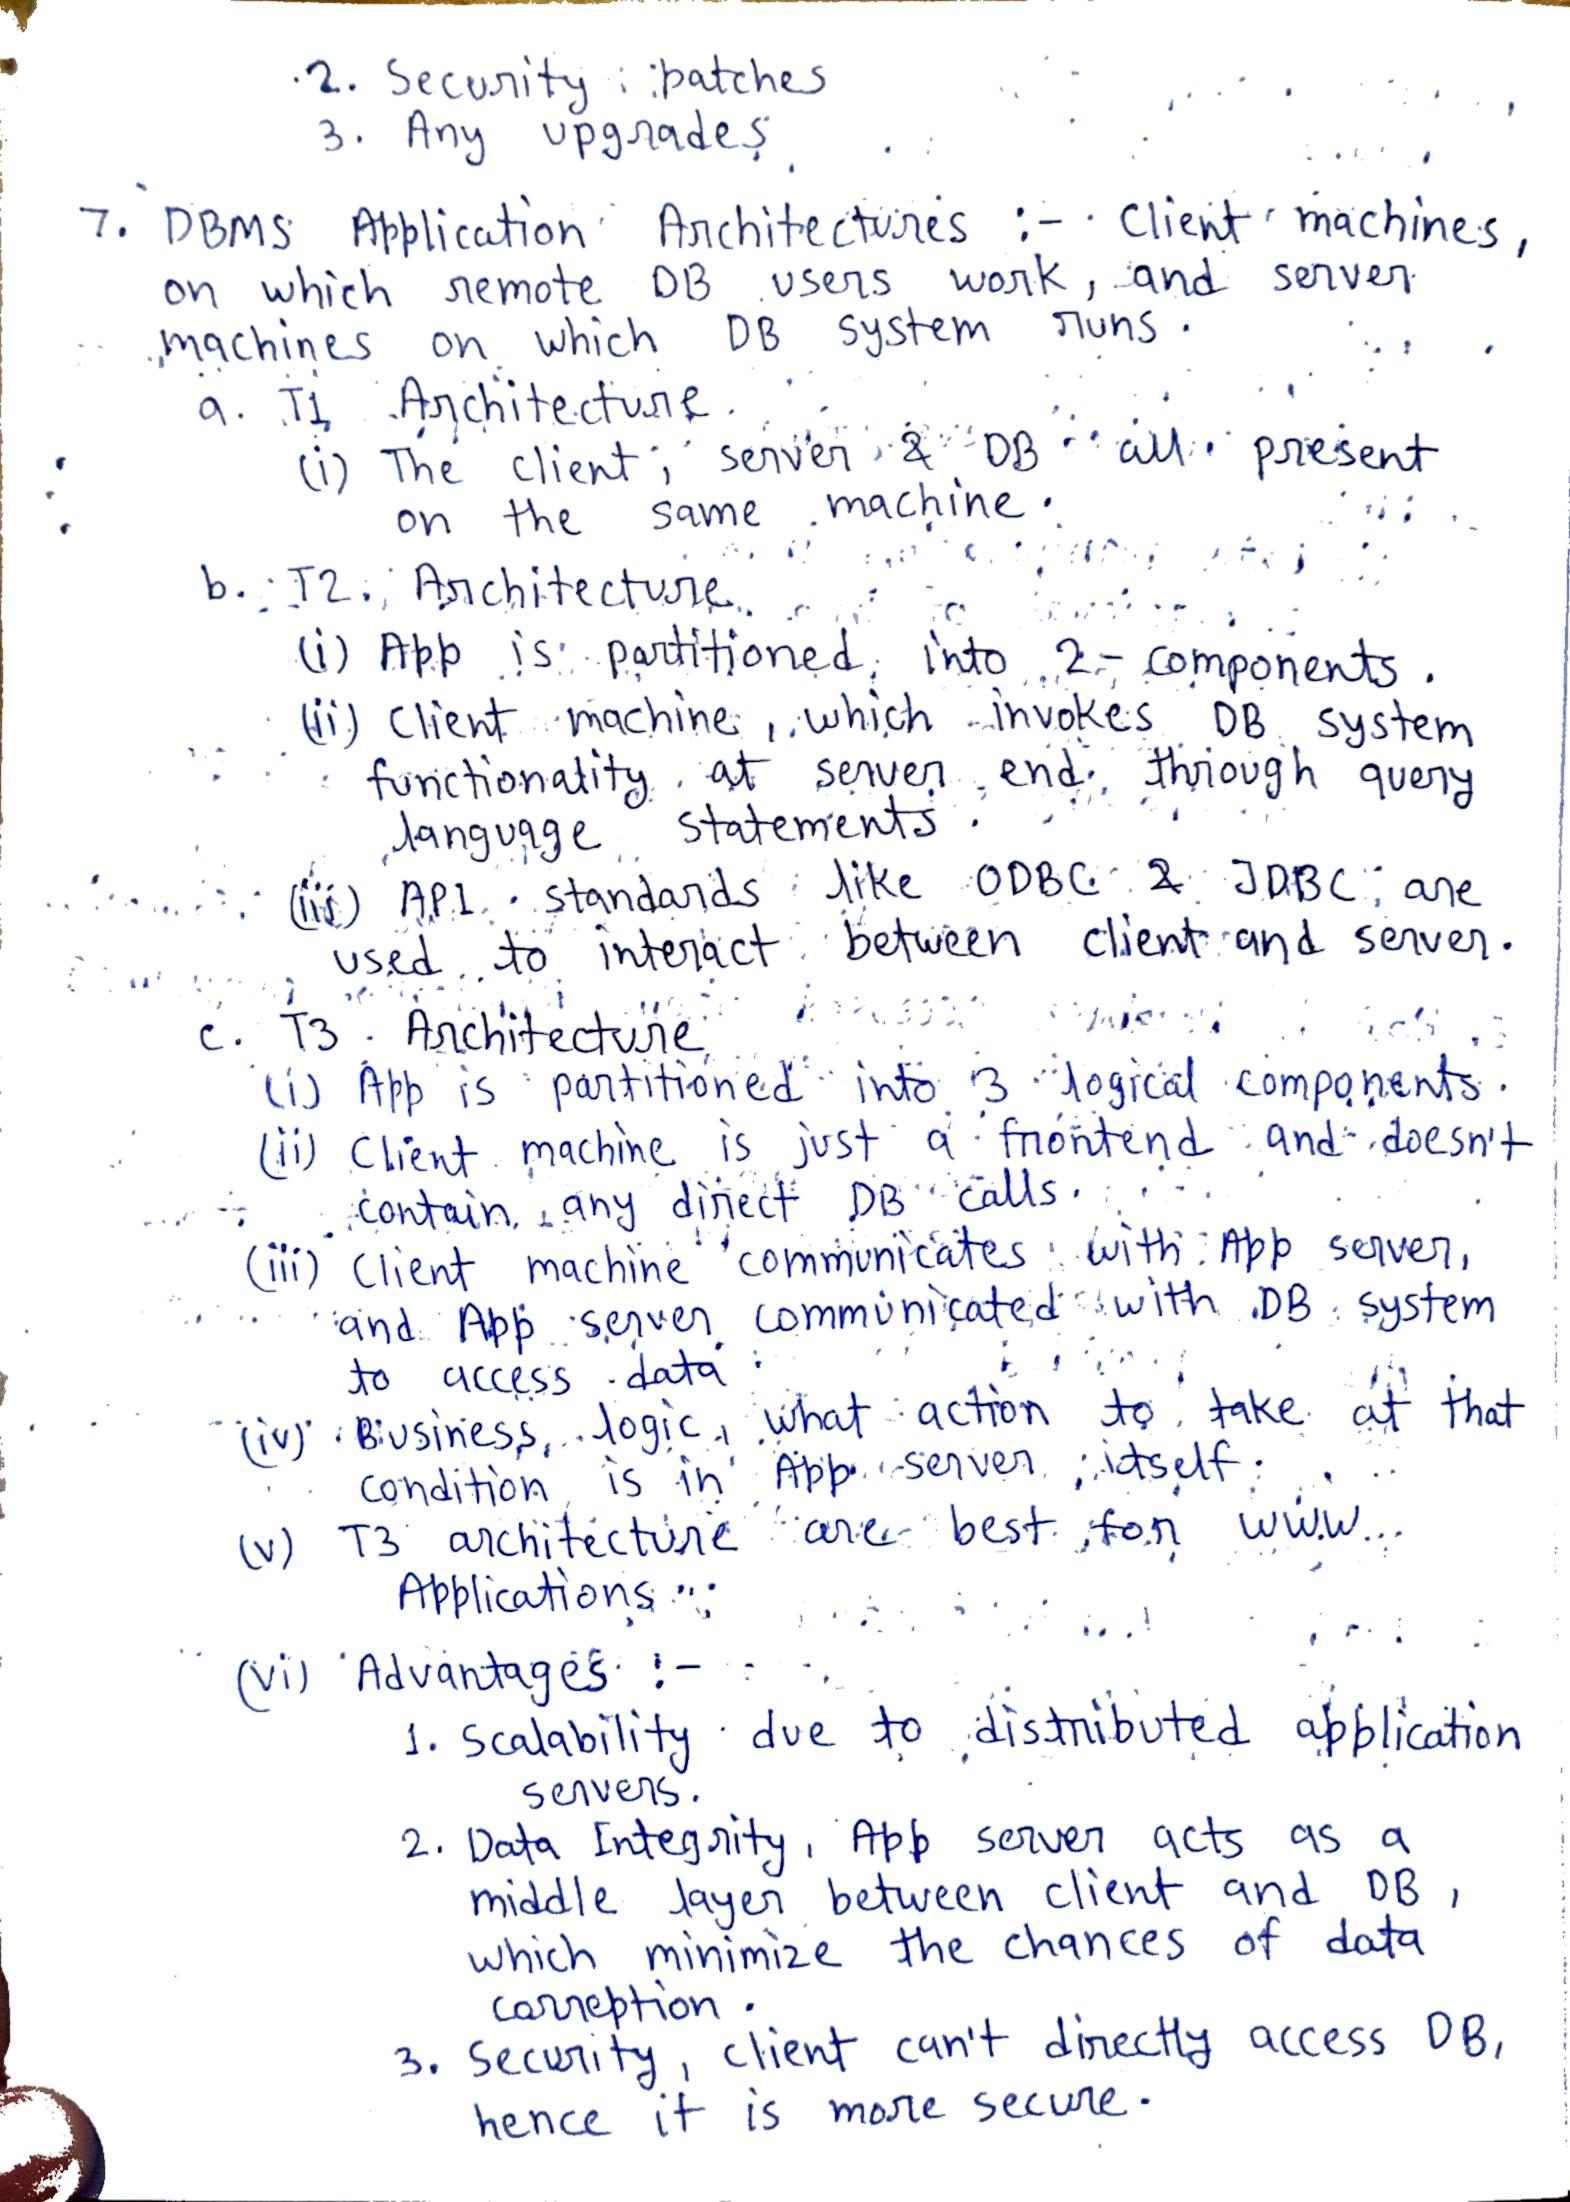 2. Security patches
3. Any upgrades
7. DBMS Application Architectures :- Client machines,
on which remote DB users work, and server
machines on which DB system runs.
a. T1 Architecture.
(i) The client, server & DB all present
on the same machine.
b. T2 Architecture
(i) App is partitioned into 2-components.
(ii) Client machine, which invokes DB system
functionality at server end through query
language statements.
(iii) API standards like ODBC & JDBC are
used to interact between client and server.
c. T3 Architecture
(i) App is partitioned into 3 logical components.
(ii) Client machine is just a frontend and doesn't
contain any direct DB calls.
(iii) Client machine communicates with App server,
and App server communicated with DB system
to access data.
(iv) Business logic, what action to take at that
condition is in App server itself.
(v) T3 architecture are best for www
Applications.
(vi) Advantages :-
1. Scalability due to distributed application
servers.
2. Data Integrity, App server acts as a
middle layer between client and DB,
which minimize the chances of data
correption.
3. Security, client can't directly access DB,
hence it is more secure.